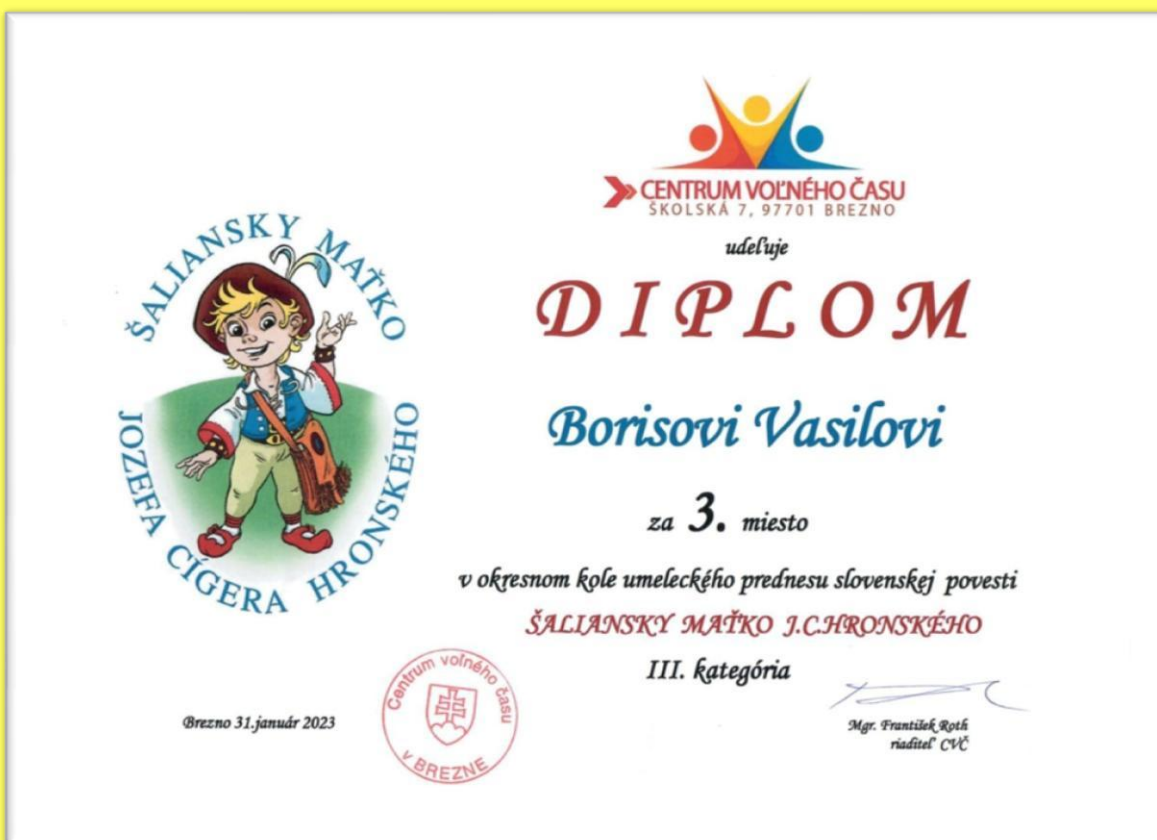 CENTRUM VOĽNÉHO ČASU
ŠKOLSKÁ 7, 97701 BREZNO
udeľuje
DIPLOM
Borisovi Vasilovi
za 3. miesto
v okresnom kole umeleckého prednesu slovenskej povesti
ŠALIANSKY MAŤKO J.C.HRONSKÉHO
III. kategória
ŠALIANSKY MAŤKO
JOZEFA CÍGERA HRONSKÉHO
Brezno 31.január 2023
Centrum voľného času
v BREZNE
Mgr. František Roth
riaditeľ CVČ